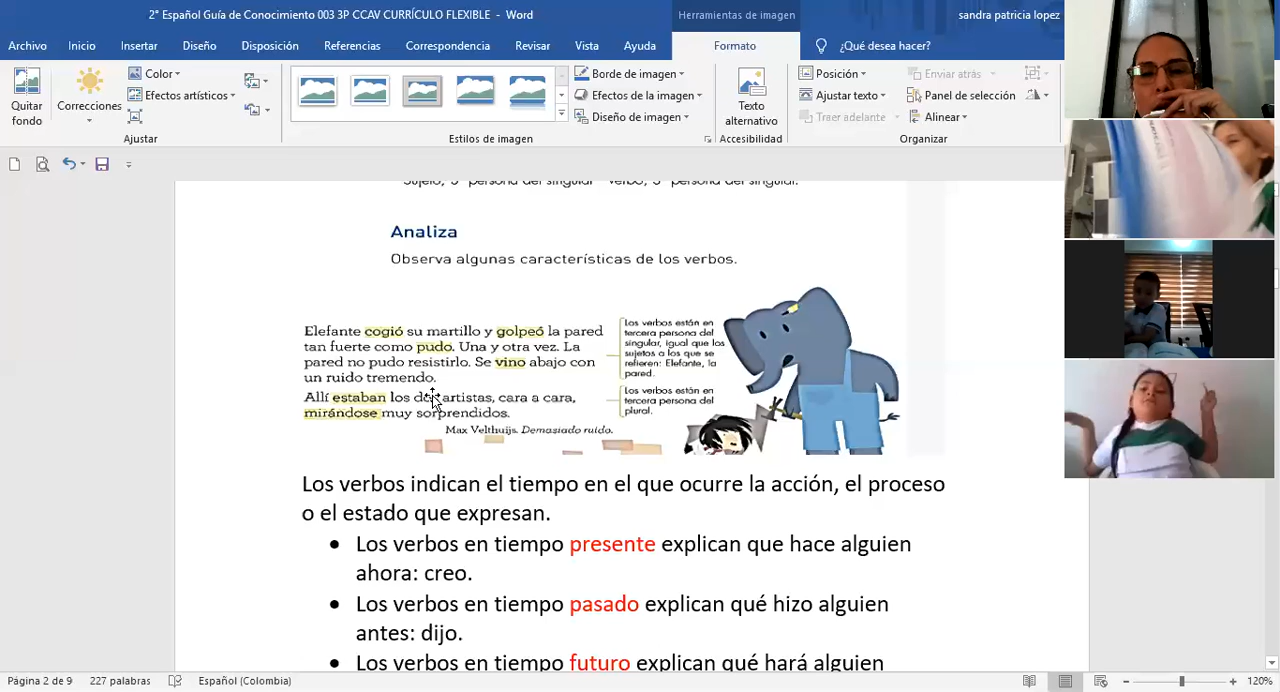 2° Español Guía de Conocimiento 003 3P CCAV CURRÍCULO FLEXIBLE - Word
Herramientas de imagen
sandra patricia lopez
Archivo Inicio Insertar Diseño Disposición Referencias Correspondencia Revisar Vista Ayuda Formato ¿Qué desea hacer?
Quitar fondo
Correcciones
Color
Efectos artísticos
Ajustar
Estilos de imagen
Borde de imagen
Efectos de la imagen
Diseño de imagen
Texto alternativo
Accesibilidad
Posición
Ajustar texto
Traer adelante
Enviar atrás
Panel de selección
Alinear
Organizar
Sujeto, 3ª persona del singular - verbo, 3ª persona del singular.
Analiza
Observa algunas características de los verbos.
Elefante cogió su martillo y golpeó la pared
tan fuerte como pudo. Una y otra vez. La
pared no pudo resistirlo. Se vino abajo con
un ruido tremendo.
Allí estaban los dos artistas, cara a cara,
mirándose muy sorprendidos.
Max Velthuijs. Demasiado ruido.
Los verbos están en
tercera persona del
singular, igual que los
sujetos a los que se
refieren: Elefante, la
pared.
Los verbos están en
tercera persona del
plural.
Los verbos indican el tiempo en el que ocurre la acción, el proceso
o el estado que expresan.
• Los verbos en tiempo presente explican que hace alguien
ahora: creo.
• Los verbos en tiempo pasado explican qué hizo alguien
antes: dijo.
• Los verbos en tiempo futuro explican qué hará alguien
Página 2 de 9 227 palabras Español (Colombia) 120%